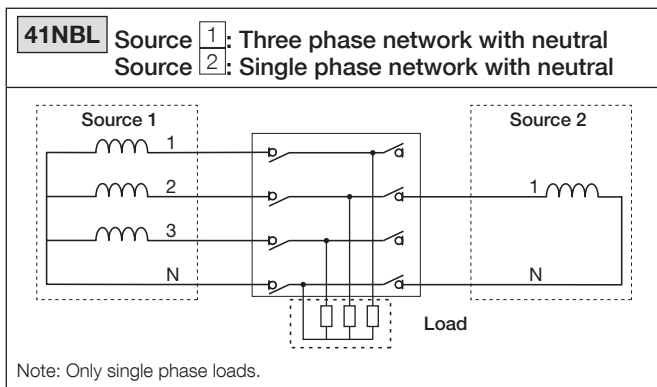 41NBL Source 1: Three phase network with neutral
Source 2: Single phase network with neutral
Source 1
Source 2
1
2
1
3
N
N
Load
Note: Only single phase loads.